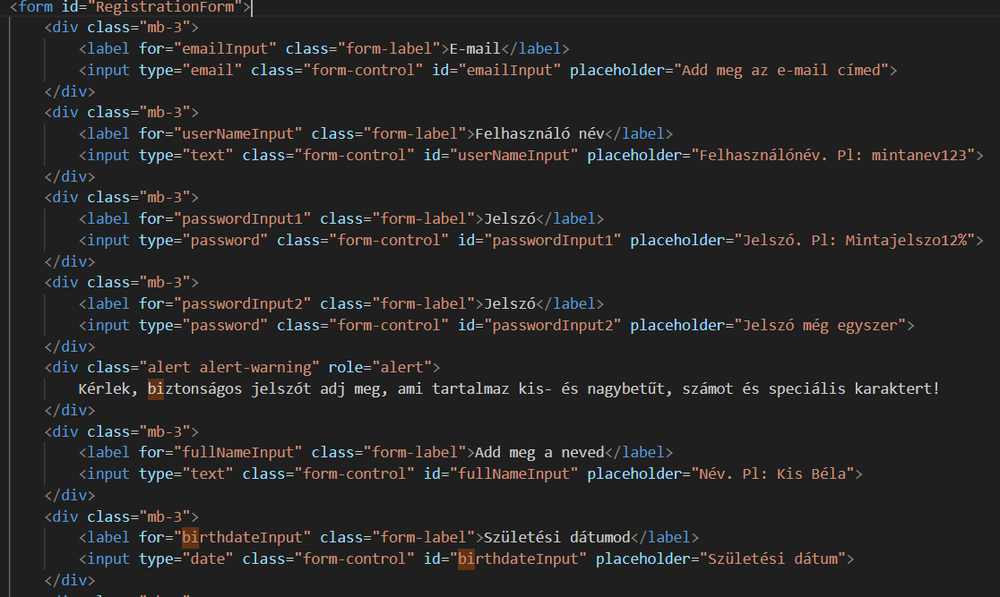 <form id="RegistrationForm">
<div class="mb-3">
<label for="emailInput" class="form-label">E-mail</label>
<input type="email" class="form-control" id="emailInput" placeholder="Add meg az e-mail címed">
</div>
<div class="mb-3">
<label for="userNameInput" class="form-label">Felhasználó név</label>
<input type="text" class="form-control" id="userNameInput" placeholder="Felhasználónév. Pl: mintanev123">
</div>
<div class="mb-3">
<label for="passwordInput1" class="form-label">Jelszó</label>
<input type="password" class="form-control" id="passwordInput1" placeholder="Jelszó. Pl: Mintajelszo12%">
</div>
<div class="mb-3">
<label for="passwordInput2" class="form-label">Jelszó</label>
<input type="password" class="form-control" id="passwordInput2" placeholder="Jelszó még egyszer">
</div>
<div class="alert alert-warning" role="alert">
Kérlek, biztonságos jelszót adj meg, ami tartalmaz kis- és nagybetűt, számot és speciális karaktert!
</div>
<div class="mb-3">
<label for="fullNameInput" class="form-label">Add meg a neved</label>
<input type="text" class="form-control" id="fullNameInput" placeholder="Név. Pl: Kis Béla">
</div>
<div class="mb-3">
<label for="birthdateInput" class="form-label">Születési dátumod</label>
<input type="date" class="form-control" id="birthdateInput" placeholder="Születési dátum">
</div>